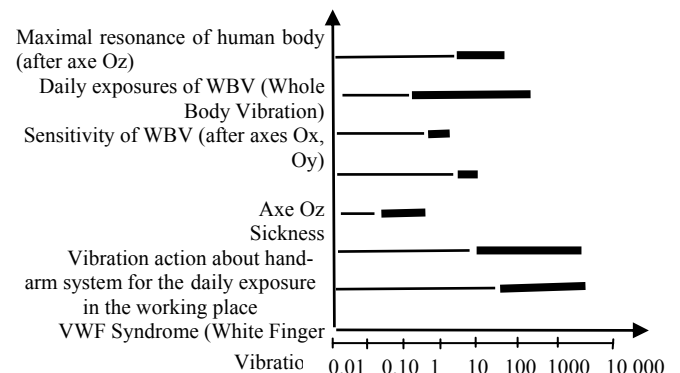 Maximal resonance of human body
(after axe Oz)
Daily exposures of WBV (Whole
Body Vibration)
Sensitivity of WBV (after axes Ox,
Oy)
Axe Oz
Sickness
Vibration action about hand-
arm system for the daily exposure
in the working place
VWF Syndrome (White Finger
Vibratio
0.01 0.10 1 10 100 1000 10 000